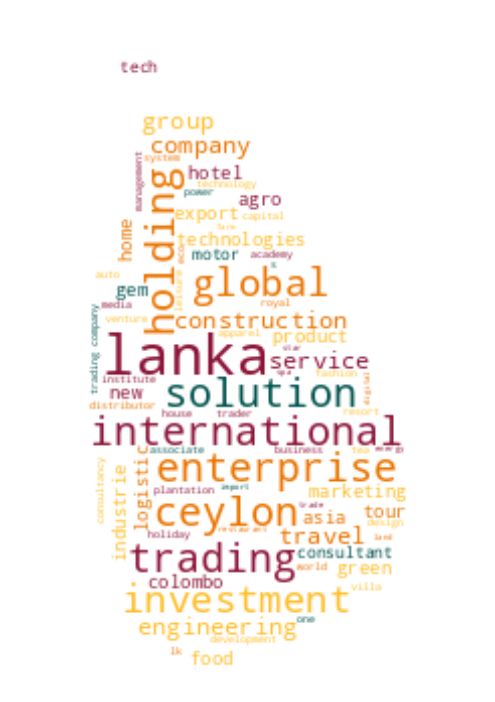 tech
group
company
system
management
hotel
technology
power
agro
holding
export
capital
farm
home
eco
technologies
motor
academy
auto
gem
leisure
global
media
royal
venture
construction
trading company
apparel
product
lanka
star
service
spa
institute
fashion
new
solution
digital
distributor
house
trader
resort
international
logistic
associate
business
tea
energy
consultancy
industrie
enterprise
plantation
import
marketing
ceylon
trade
asia
tour
design
holiday
restaurant
travel
land
trading
consultant
colombo
world
green
investment
villa
engineering
one
development
lk
food